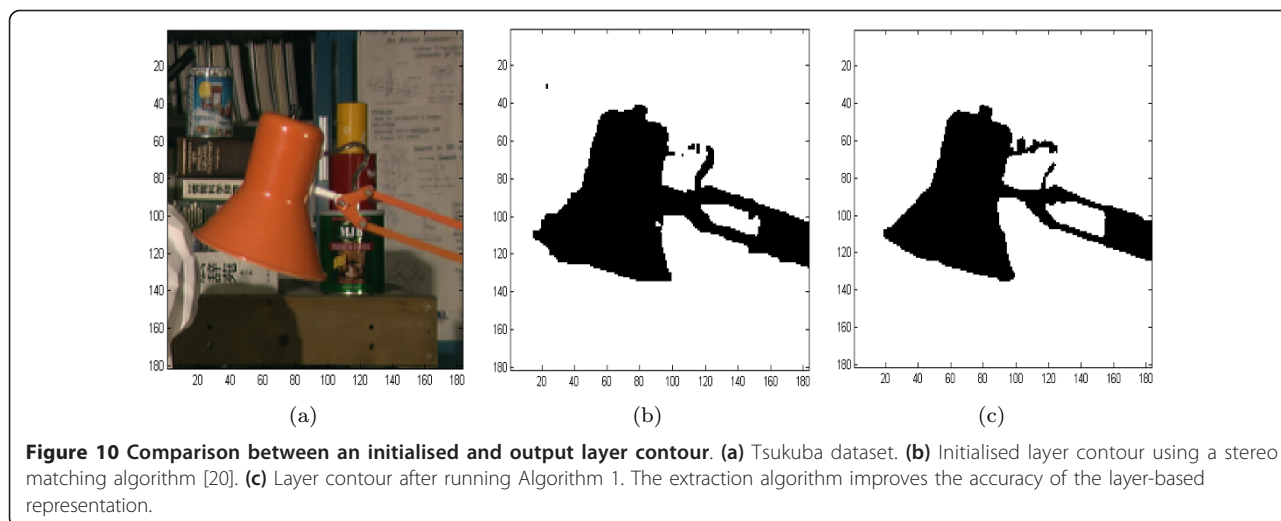 20
40
60
80
100
120
140
160
180
20 40 60 80 100 120 140 160 180
MJB
(a)
20
40
60
80
100
120
140
160
180
20 40 60 80 100 120 140 160 180
(b)
20
40
60
80
100
120
140
160
180
20 40 60 80 100 120 140 160 180
(c)
Figure 10 Comparison between an initialised and output layer contour. (a) Tsukuba dataset. (b) Initialised layer contour using a stereo
matching algorithm [20]. (c) Layer contour after running Algorithm 1. The extraction algorithm improves the accuracy of the layer-based
representation.